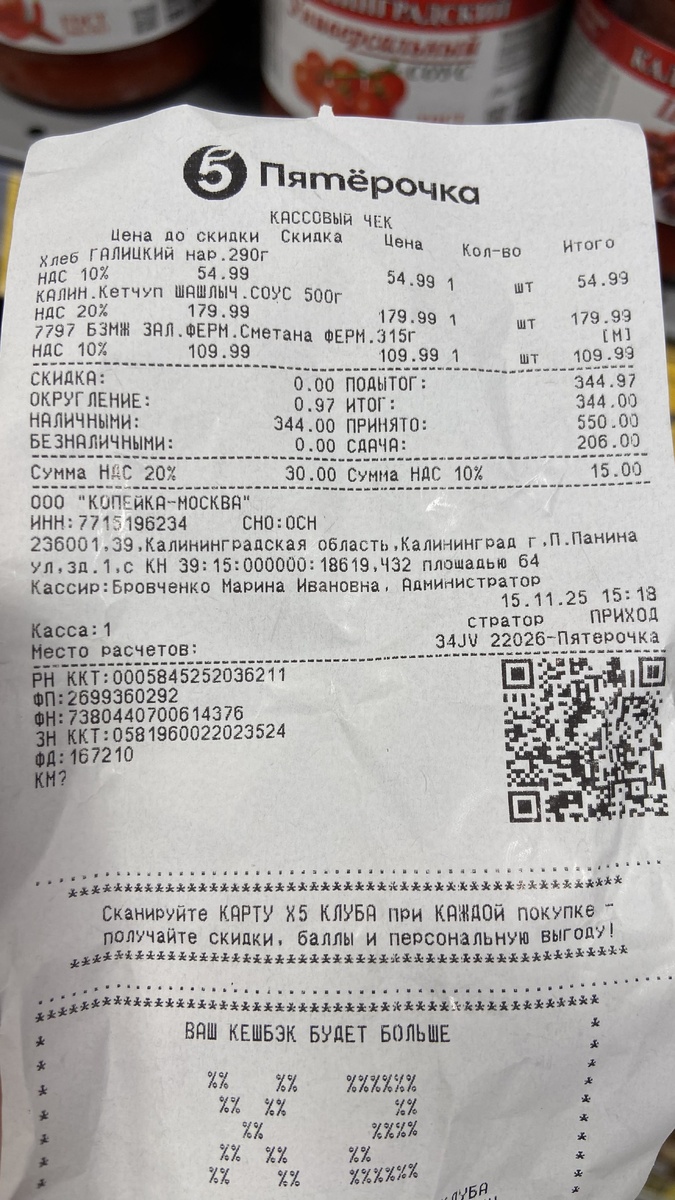 КАЛИНИНГРАДСКИЙ
Универсальный
СОУС
5 Пятёрочка
КАССОВЫЙ ЧЕК
Цена до скидки Скидка Цена Кол-во Итого
Хлеб ГАЛИЦКИЙ нар.290г
НДС 10% 54.99 54.99 1 шт 54.99
КАЛИН.Кетчуп ШАШЛЫЧ.СОУС 500г
НДС 20% 179.99 179.99 1 шт 179.99
7797 БЗМЖ ЗАЛ.ФЕРМ.Сметана ФЕРМ.315г [М]
НДС 10% 109.99 109.99 1 шт 109.99
СКИДКА: 0.00 ПОДЫТОГ: 344.97
ОКРУГЛЕНИЕ: 0.97 ИТОГ: 344.00
НАЛИЧНЫМИ: 344.00 ПРИНЯТО: 550.00
БЕЗНАЛИЧНЫМИ: 0.00 СДАЧА: 206.00
Сумма НДС 20% 30.00 Сумма НДС 10% 15.00
ООО "КОПЕЙКА-МОСКВА"
ИНН:7715196234 СНО:ОСН
236001,39,Калининградская область,Калининград г,П.Панина
ул,зд.1,с КН 39:15:000000:18619,Ч32 площадью 64
Кассир:Бровченко Марина Ивановна, Администратор
15.11.25 15:18
стратор ПРИХОД
Касса:1
Место расчетов: 34JV 22026-Пятерочка
РН ККТ:0005845252036211
ФП:2699360292
ФН:7380440700614376
ЗН ККТ:0581960022023524
ФД:167210
КМ?
Сканируйте КАРТУ Х5 КЛУБА при КАЖДОЙ покупке -
получайте скидки, баллы и персональную выгоду!
ВАШ КЕШБЭК БУДЕТ БОЛЬШЕ
%% %% %%%%%%
%% %% %%
%% %%%%
%% %% %%
%% %% %%%%%%
КЛУБА